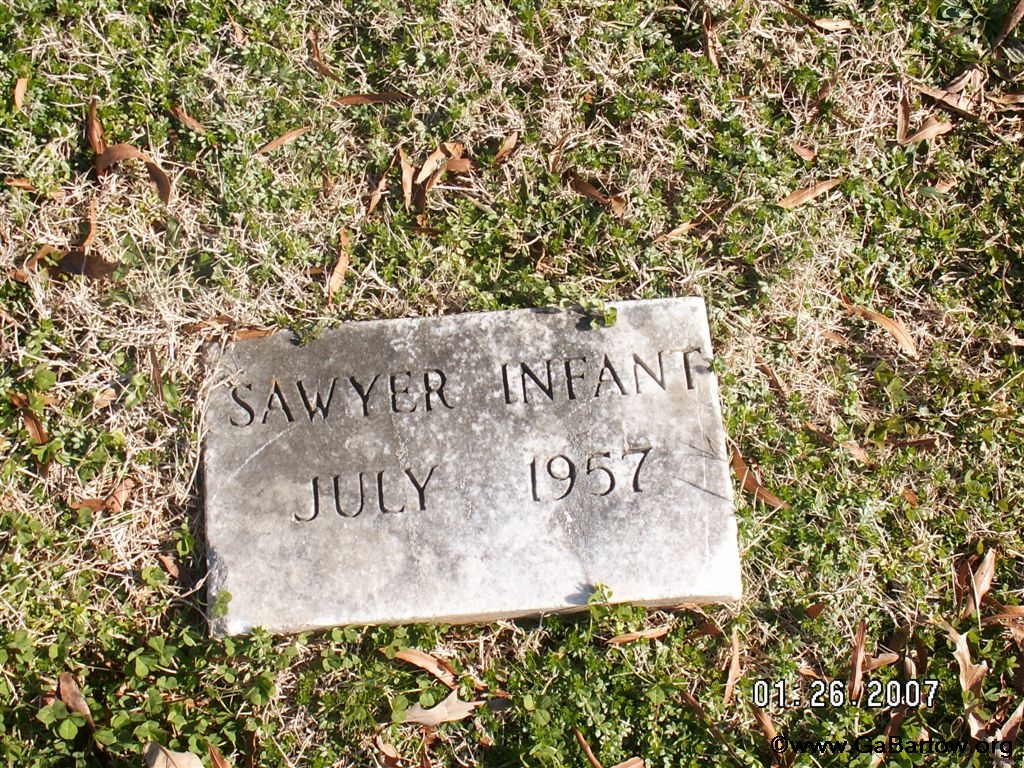 SAWYER INFANT
JULY 1957
01.26.2007
©www.GaBartow.org